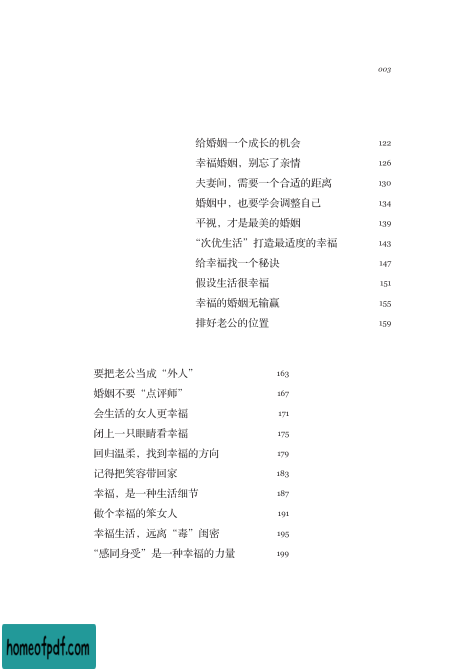 003
给婚姻一个成长的机会 122
幸福婚姻，别忘了亲情 126
夫妻间，需要一个合适的距离 130
婚姻中，也要学会调整自己 134
平视，才是最美的婚姻 139
“次优生活”打造最适度的幸福 143
给幸福找一个秘诀 147
假设生活很幸福 151
幸福的婚姻无输赢 155
排好老公的位置 159
要把老公当成“外人” 163
婚姻不要“点评师” 167
会生活的女人更幸福 171
闭上一只眼睛看幸福 175
回归温柔，找到幸福的方向 179
记得把笑容带回家 183
幸福，是一种生活细节 187
做个幸福的笨女人 191
幸福生活，远离“毒”闺密 195
“感同身受”是一种幸福的力量 199
homeofpdf.com